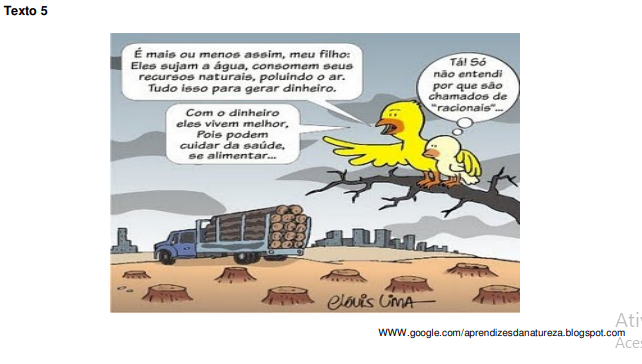 Texto 5
É mais ou menos assim, meu filho:
Eles sujam a água, consomem seus
recursos naturais, poluindo o ar.
Tudo isso para gerar dinheiro.
Com o dinheiro
eles vivem melhor,
Pois podem
cuidar da saúde,
se alimentar...
Tá! Só
não entendi
por que são
chamados de
"racionais"...
CLOVIS LIMA
WWW.google.com/aprendizesdanatureza.blogspot.com
Ati
Aces